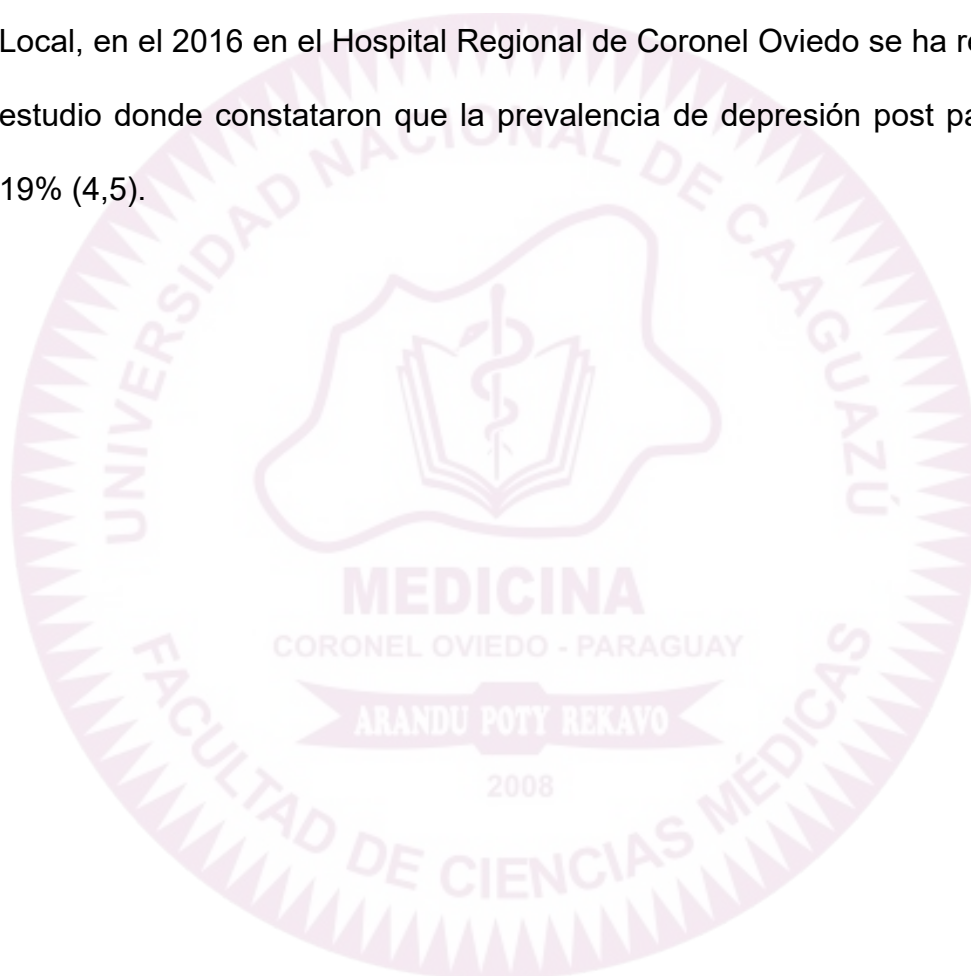 Local, en el 2016 en el Hospital Regional de Coronel Oviedo se ha
estudio donde constataron que la prevalencia de depresión post
19% (4,5).
UNIVERSIDAD NACIONAL DE CAAGUAZÚ
MEDICINA
CORONEL OVIEDO - PARAGUAY
ARANDU POTY REKAVO
2008
FACULTAD DE CIENCIAS MÉDICAS